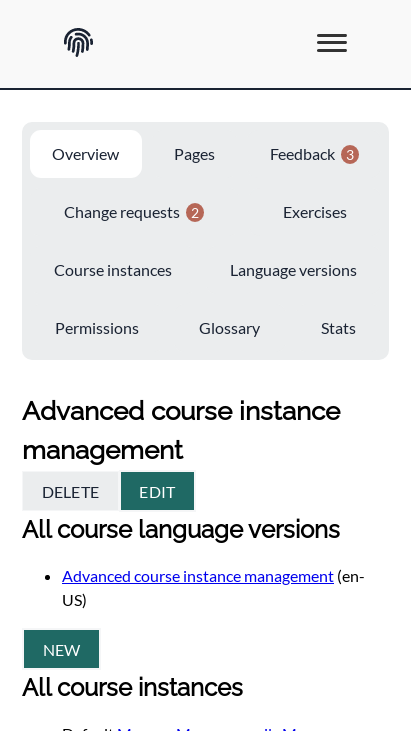 Overview Pages Feedback 3
Change requests 2 Exercises
Course instances Language versions
Permissions Glossary Stats
Advanced course instance
management
DELETE EDIT
All course language versions
Advanced course instance management (en-
US)
NEW
All course instances
Default